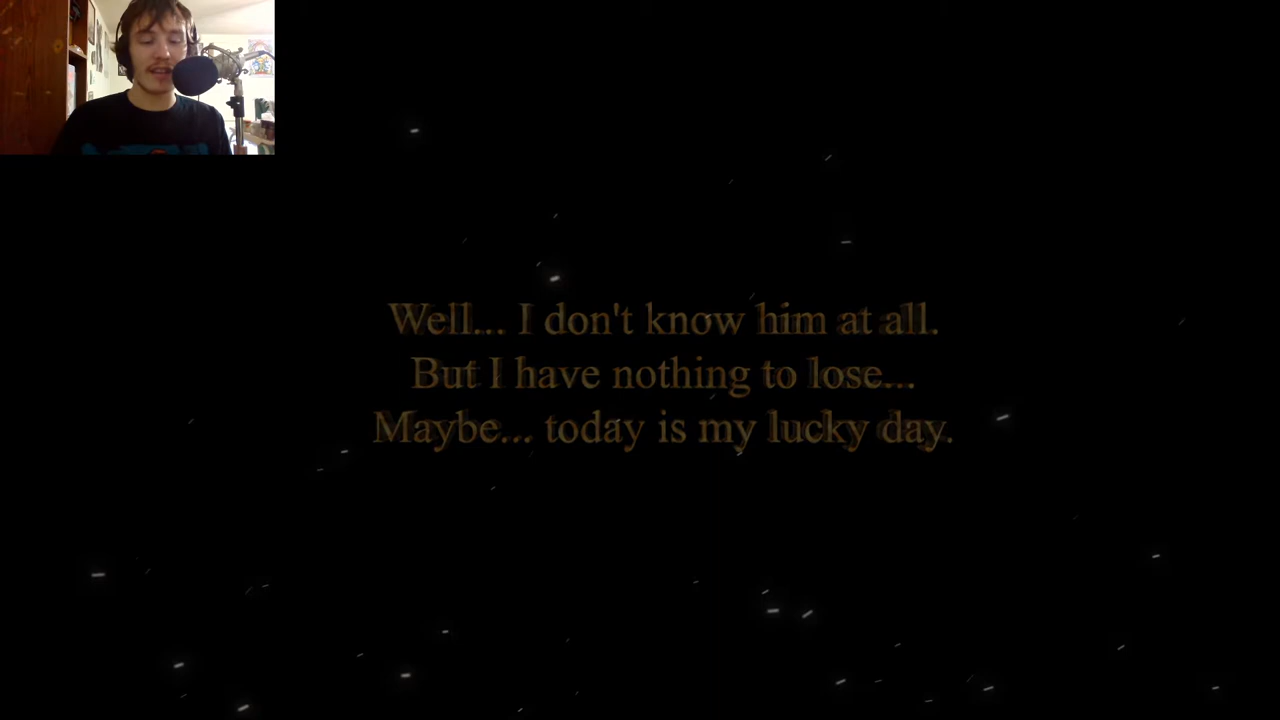 Well... I don't know him at all.
But I have nothing to lose...
Maybe... today is my lucky day.